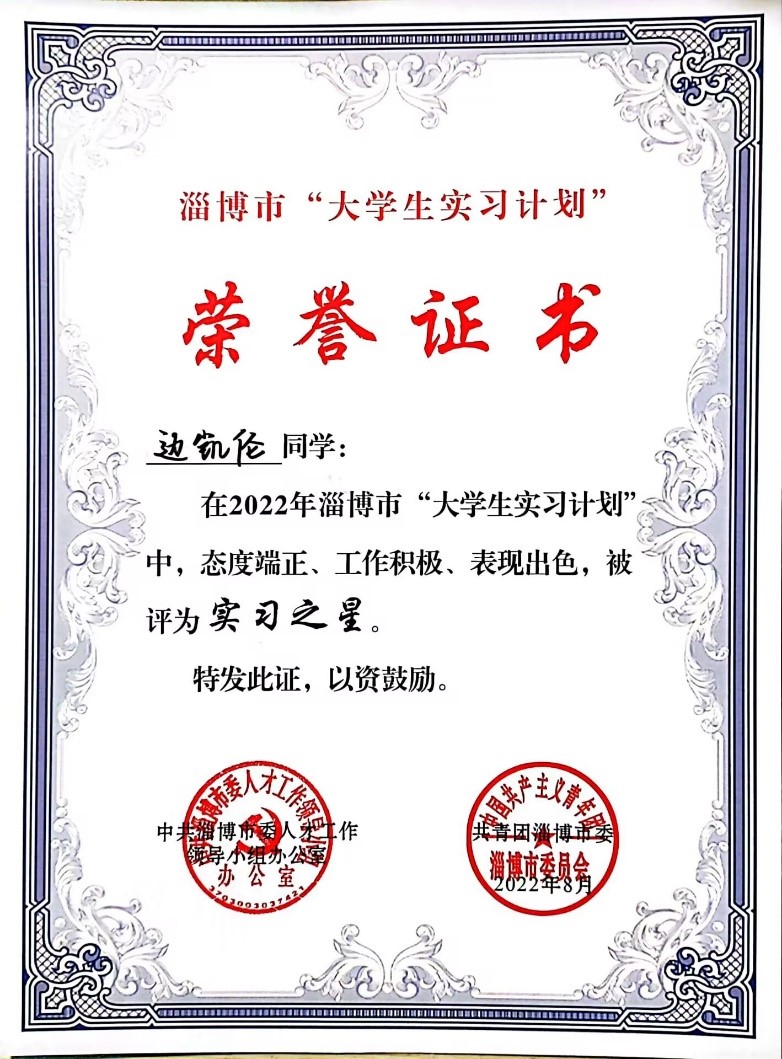 淄博市“大学生实习计划”
荣誉证书
边凯伦同学：
在2022年淄博市“大学生实习计划”
中，态度端正、工作积极、表现出色，被
评为实习之星。
特发此证，以资鼓励。
中共淄博市委人才工作
领导小组办公室
中共淄博市委人才工作领导小组
办公室
3703003037421
共青团淄博市委
2022年8月
中国共产主义青年团
淄博市委员会